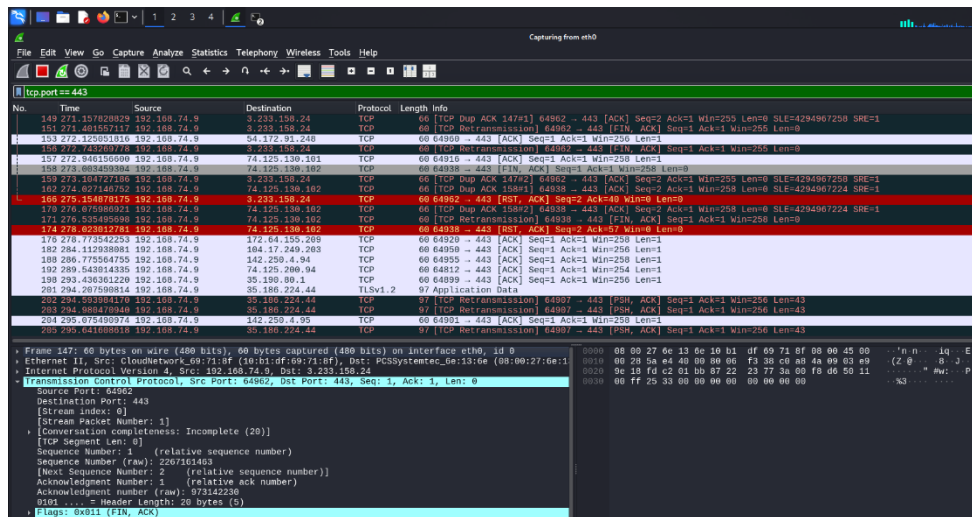 1 2 3 4
Capturing from eth0
File Edit View Go Capture Analyze Statistics Telephony Wireless Tools Help
tcp.port == 443
No. Time Source Destination Protocol Length Info
149 271.157828829 192.168.74.9 3.233.158.24 TCP 66 [TCP Dup ACK 147#1] 64962 → 443 [ACK] Seq=2 Ack=1 Win=255 Len=0 SLE=4294967249 SRE=1
151 271.401557117 192.168.74.9 3.233.158.24 TCP 60 [TCP Retransmission] 64962 → 443 [FIN, ACK] Seq=1 Ack=1 Win=255 Len=0
153 272.125051816 192.168.74.9 54.172.91.248 TCP 60 64960 → 443 [ACK] Seq=1 Ack=1 Win=256 Len=1
156 272.743269778 192.168.74.9 3.233.158.24 TCP 60 [TCP Retransmission] 64962 → 443 [FIN, ACK] Seq=1 Ack=1 Win=255 Len=0
157 272.946156600 192.168.74.9 74.125.130.101 TCP 60 64916 → 443 [ACK] Seq=1 Ack=1 Win=258 Len=1
158 273.003459304 192.168.74.9 74.125.130.102 TCP 60 64938 → 443 [FIN, ACK] Seq=1 Ack=1 Win=258 Len=0
159 273.104727186 192.168.74.9 3.233.158.24 TCP 66 [TCP Dup ACK 147#2] 64962 → 443 [ACK] Seq=2 Ack=1 Win=255 Len=0 SLE=4294967249 SRE=1
162 274.027146752 192.168.74.9 74.125.130.102 TCP 66 [TCP Dup ACK 158#1] 64938 → 443 [ACK] Seq=2 Ack=1 Win=258 Len=0 SLE=4294967224 SRE=1
166 275.154870175 192.168.74.9 3.233.158.24 TCP 60 64962 → 443 [RST, ACK] Seq=2 Ack=40 Win=0 Len=0
170 276.075986921 192.168.74.9 74.125.130.102 TCP 66 [TCP Dup ACK 158#2] 64938 → 443 [ACK] Seq=2 Ack=1 Win=258 Len=0 SLE=4294967224 SRE=1
171 276.535495698 192.168.74.9 74.125.130.102 TCP 60 [TCP Retransmission] 64938 → 443 [FIN, ACK] Seq=1 Ack=1 Win=258 Len=0
174 278.023012781 192.168.74.9 74.125.130.102 TCP 60 64938 → 443 [RST, ACK] Seq=2 Ack=57 Win=0 Len=0
176 278.773542253 192.168.74.9 172.64.155.209 TCP 60 64920 → 443 [ACK] Seq=1 Ack=1 Win=258 Len=1
182 284.112938081 192.168.74.9 104.17.249.203 TCP 60 64950 → 443 [ACK] Seq=1 Ack=1 Win=256 Len=1
188 286.775564755 192.168.74.9 142.250.4.94 TCP 60 64955 → 443 [ACK] Seq=1 Ack=1 Win=258 Len=1
192 289.543014335 192.168.74.9 74.125.200.94 TCP 60 64812 → 443 [ACK] Seq=1 Ack=1 Win=254 Len=1
198 293.436361220 192.168.74.9 35.190.80.1 TCP 60 64899 → 443 [ACK] Seq=1 Ack=1 Win=256 Len=1
201 294.207590814 192.168.74.9 35.186.224.44 TLSv1.2 97 Application Data
202 294.593984170 192.168.74.9 35.186.224.44 TCP 97 [TCP Retransmission] 64907 → 443 [PSH, ACK] Seq=1 Ack=1 Win=256 Len=43
203 294.980470940 192.168.74.9 35.186.224.44 TCP 97 [TCP Retransmission] 64907 → 443 [PSH, ACK] Seq=1 Ack=1 Win=256 Len=43
204 295.075490974 192.168.74.9 142.250.4.95 TCP 60 64901 → 443 [ACK] Seq=1 Ack=1 Win=256 Len=1
205 295.641608618 192.168.74.9 35.186.224.44 TCP 97 [TCP Retransmission] 64907 → 443 [PSH, ACK] Seq=1 Ack=1 Win=256 Len=43
Frame 147: 60 bytes on wire (480 bits), 60 bytes captured (480 bits) on interface eth0, id 0
Ethernet II, Src: CloudNetwork_69:71:8f (10:b1:df:69:71:8f), Dst: PCSSystemtec_6e:13:6e (08:00:27:6e:1
Internet Protocol Version 4, Src: 192.168.74.9, Dst: 3.233.158.24
Transmission Control Protocol, Src Port: 64962, Dst Port: 443, Seq: 1, Ack: 1, Len: 0
Source Port: 64962
Destination Port: 443
[Stream index: 0]
[Stream Packet Number: 1]
[Conversation completeness: Incomplete (20)]
[TCP Segment Len: 0]
Sequence Number: 1 (relative sequence number)
Sequence Number (raw): 2267161463
[Next Sequence Number: 2 (relative sequence number)]
Acknowledgment Number: 1 (relative ack number)
Acknowledgment number (raw): 973142230
0101 .... = Header Length: 20 bytes (5)
Flags: 0x011 (FIN, ACK)
0000 08 00 27 6e 13 6e 10 b1 df 69 71 8f 08 00 45 00 ··'n·n·· ·iq···E·
0010 00 28 5a e4 40 00 80 06 f3 38 c0 a8 4a 09 03 e9 ·(Z·@··· ·8··J···
0020 9e 18 fd c2 01 bb 87 22 23 77 3a 00 f8 d6 50 11 ·······" #w:···P·
0030 00 ff 25 33 00 00 00 00 00 00 00 00 ··%3···· ····